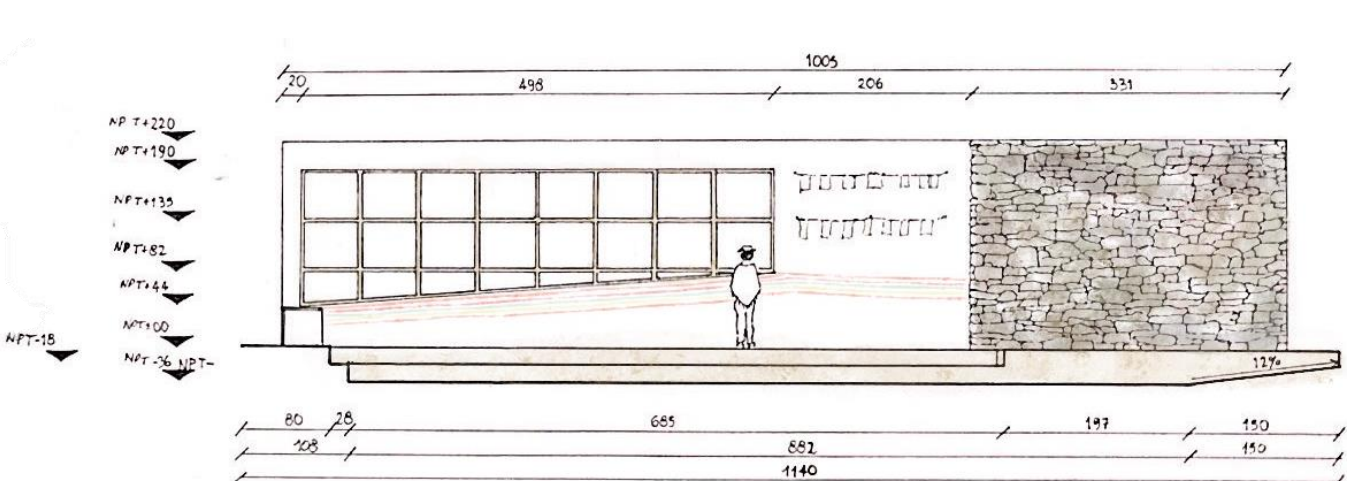 1005
20 498 206 331
NPT+220
NPT+190
NPT+135
NPT+82
NPT+44
NPT±00
NPT-18
NPT-36 NPT-
12%
80 28 685 197 150
108 882 150
1140